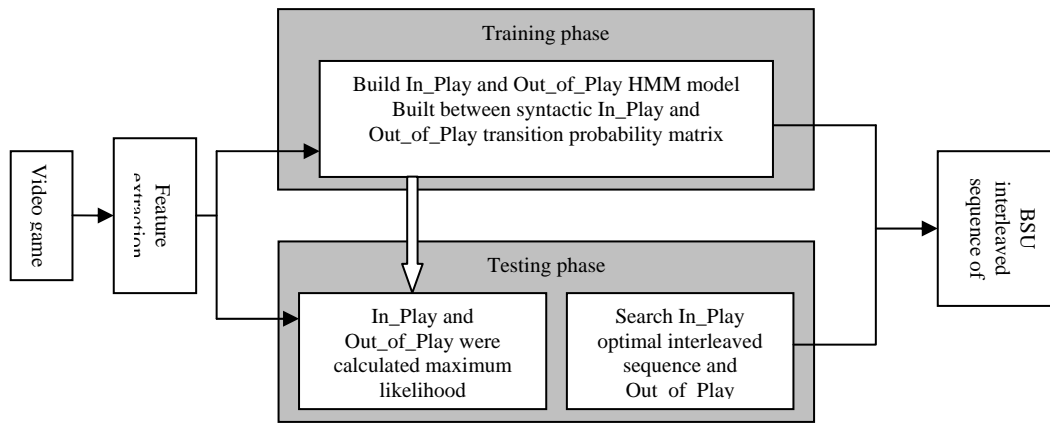 Training phase
Build In_Play and Out_of_Play HMM model
Built between syntactic In_Play and
Out_of_Play transition probability matrix
Video game
Feature
extraction
BSU
interleaved
sequence of
Testing phase
In_Play and
Out_of_Play were
calculated maximum
likelihood
Search In_Play
optimal interleaved
sequence and
Out_of_Play